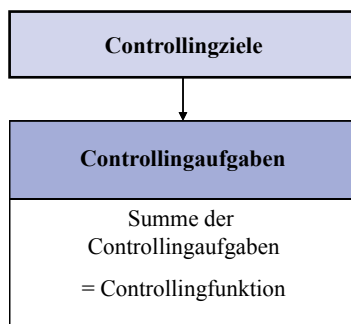 Controllingziele
Controllingaufgaben
Summe der
Controllingaufgaben
= Controllingfunktion